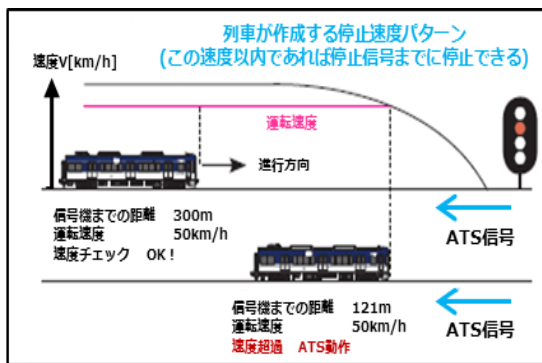 列車が作成する停止速度パターン
(この速度以内であれば停止信号までに停止できる)
速度V[km/h]
運転速度
進行方向
信号機までの距離 300m
運転速度 50km/h
速度チェック OK！
ATS信号
信号機までの距離 121m
運転速度 50km/h
速度超過 ATS動作
ATS信号